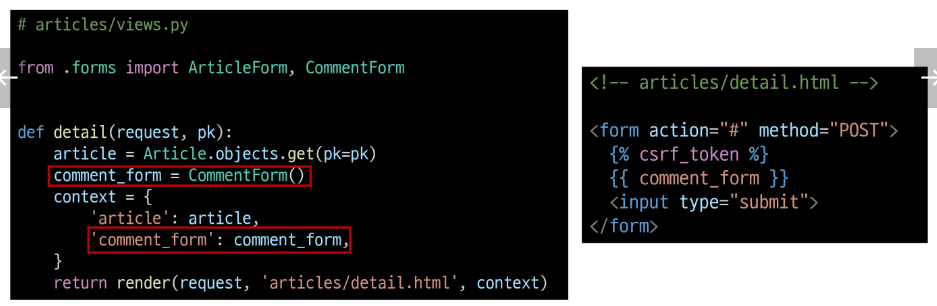 # articles/views.py
from .forms import ArticleForm, CommentForm
def detail(request, pk):
    article = Article.objects.get(pk=pk)
    comment_form = CommentForm()
    context = {
        'article': article,
        'comment_form': comment_form,
    }
    return render(request, 'articles/detail.html', context)
<!-- articles/detail.html -->
<form action="#" method="POST">
  {% csrf_token %}
  {{ comment_form }}
  <input type="submit">
</form>